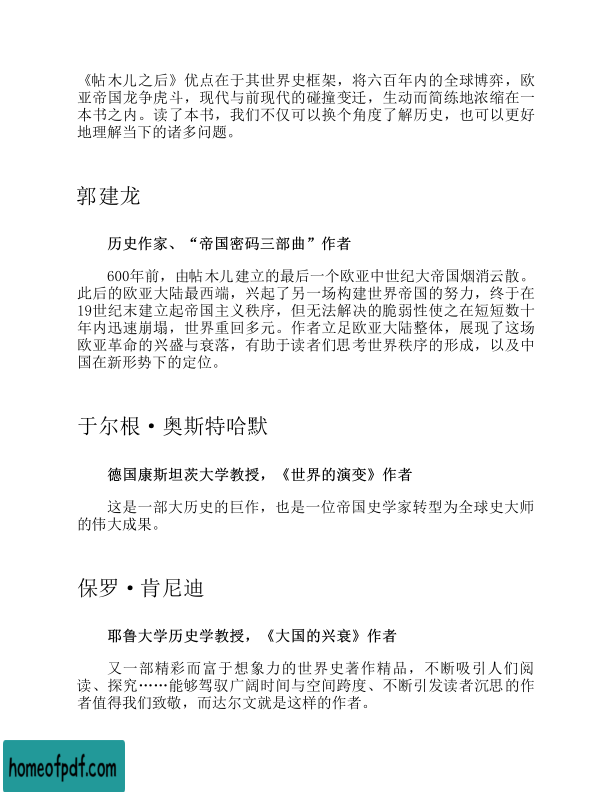 《帖木儿之后》优点在于其世界史框架，将六百年内的全球博弈，欧
亚帝国龙争虎斗，现代与前现代的碰撞变迁，生动而简练地浓缩在一
本书之内。读了本书，我们不仅可以换个角度了解历史，也可以更好
地理解当下的诸多问题。
郭建龙
历史作家、“帝国密码三部曲”作者
600年前，由帖木儿建立的最后一个欧亚中世纪大帝国烟消云散。
此后的欧亚大陆最西端，兴起了另一场构建世界帝国的努力，终于在
19世纪末建立起帝国主义秩序，但无法解决的脆弱性使之在短短数十
年内迅速崩塌，世界重回多元。作者立足欧亚大陆整体，展现了这场
欧亚革命的兴盛与衰落，有助于读者们思考世界秩序的形成，以及中
国在新形势下的定位。
于尔根·奥斯特哈默
德国康斯坦茨大学教授，《世界的演变》作者
这是一部大历史的巨作，也是一位帝国史学家转型为全球史大师
的伟大成果。
保罗·肯尼迪
耶鲁大学历史学教授，《大国的兴衰》作者
又一部精彩而富于想象力的世界史著作精品，不断吸引人们阅
读、探究……能够驾驭广阔时间与空间跨度、不断引发读者沉思的作
者值得我们致敬，而达尔文就是这样的作者。
homeofpdf.com